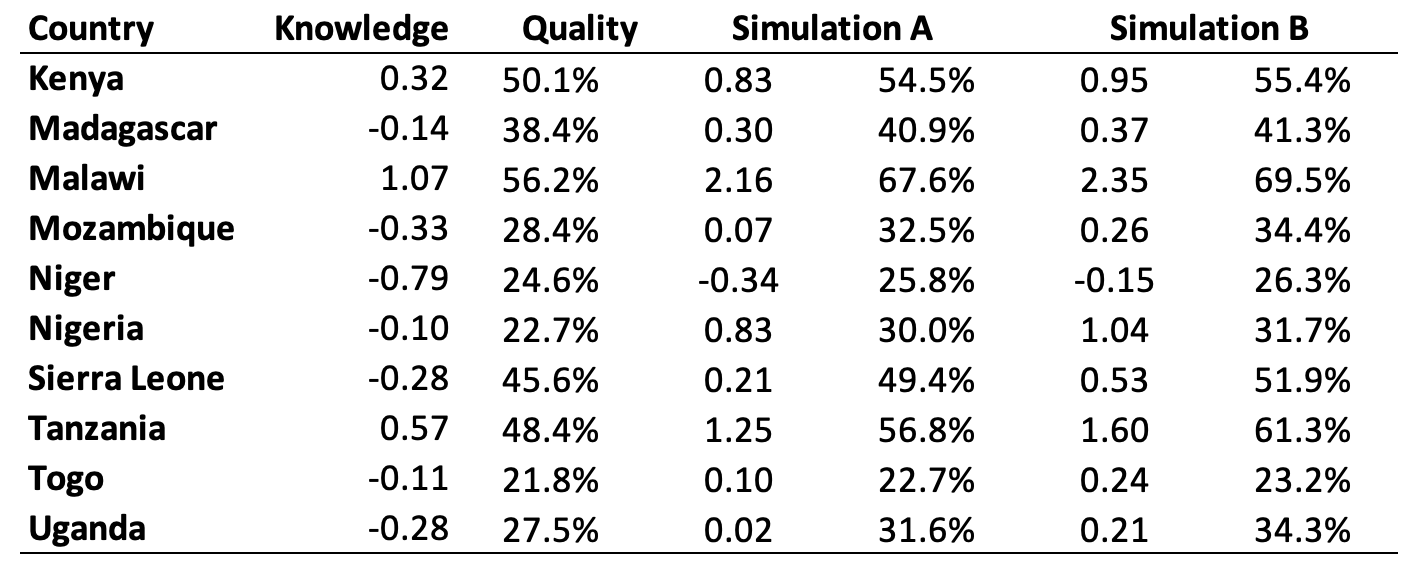 Country Knowledge Quality Simulation A Simulation B
Kenya 0.32 50.1% 0.83 54.5% 0.95 55.4%
Madagascar -0.14 38.4% 0.30 40.9% 0.37 41.3%
Malawi 1.07 56.2% 2.16 67.6% 2.35 69.5%
Mozambique -0.33 28.4% 0.07 32.5% 0.26 34.4%
Niger -0.79 24.6% -0.34 25.8% -0.15 26.3%
Nigeria -0.10 22.7% 0.83 30.0% 1.04 31.7%
Sierra Leone -0.28 45.6% 0.21 49.4% 0.53 51.9%
Tanzania 0.57 48.4% 1.25 56.8% 1.60 61.3%
Togo -0.11 21.8% 0.10 22.7% 0.24 23.2%
Uganda -0.28 27.5% 0.02 31.6% 0.21 34.3%